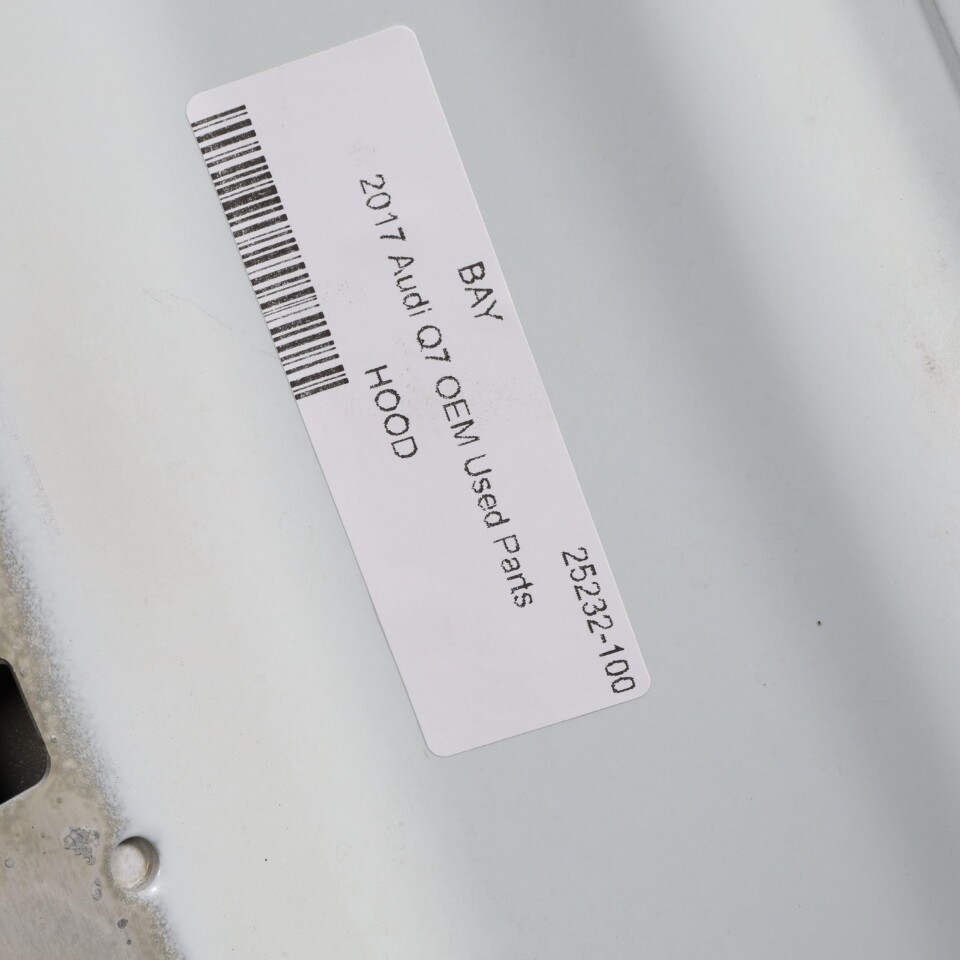 BAY
25232-100
2017 Audi Q7 OEM Used Parts
HOOD